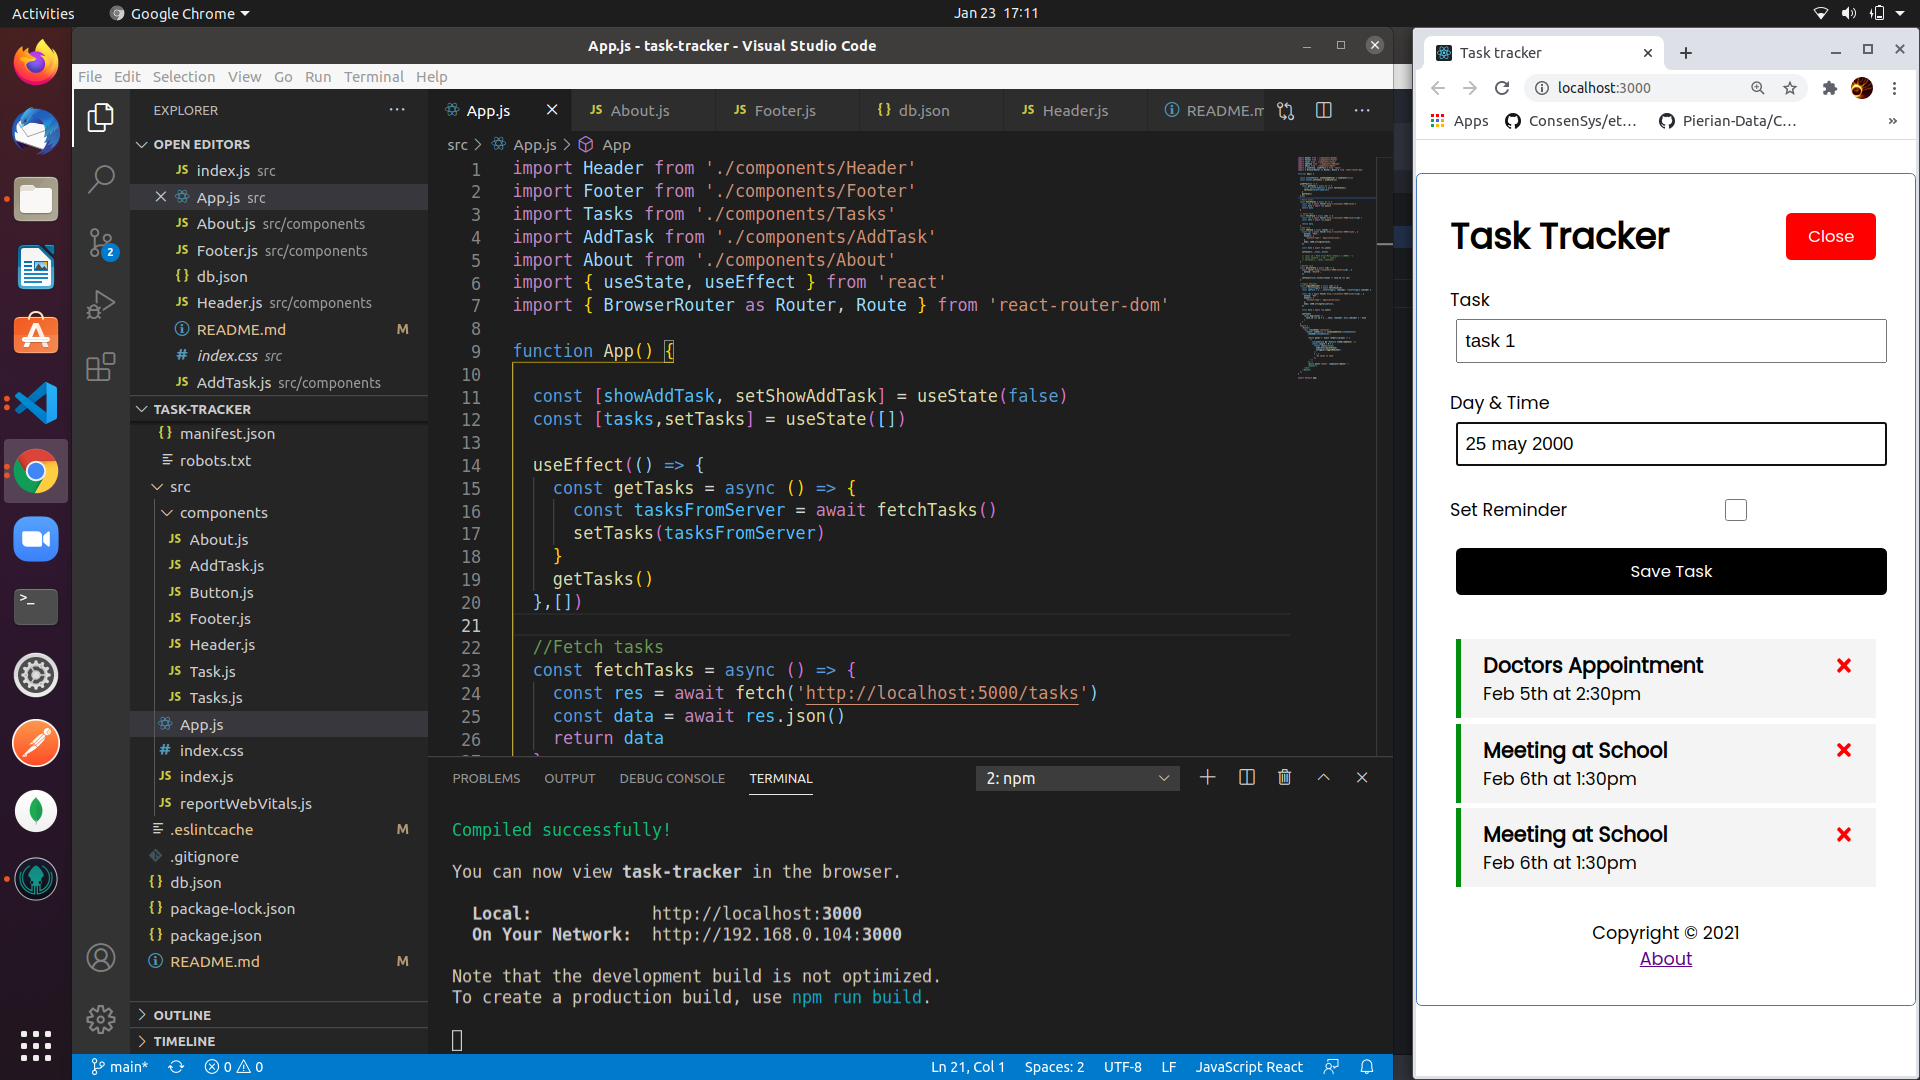 Activities
Google Chrome
Jan 23 17:11
App.js - task-tracker - Visual Studio Code
File Edit Selection View Go Run Terminal Help
EXPLORER
OPEN EDITORS
JS index.js src
App.js src
JS About.js src/components
JS Footer.js src/components
{} db.json
JS Header.js src/components
README.md M
# index.css src
JS AddTask.js src/components
TASK-TRACKER
{} manifest.json
robots.txt
src
components
JS About.js
JS AddTask.js
JS Button.js
JS Footer.js
JS Header.js
JS Task.js
JS Tasks.js
App.js
# index.css
JS index.js
JS reportWebVitals.js
.eslintcache M
.gitignore
{} db.json
{} package-lock.json
{} package.json
README.md M
OUTLINE
TIMELINE
2
App.js
JS About.js
JS Footer.js
{} db.json
JS Header.js
README.m
src > App.js > App
1 import Header from './components/Header'
2 import Footer from './components/Footer'
3 import Tasks from './components/Tasks'
4 import AddTask from './components/AddTask'
5 import About from './components/About'
6 import { useState, useEffect } from 'react'
7 import { BrowserRouter as Router, Route } from 'react-router-dom'
8
9 function App() {
10
11 const [showAddTask, setShowAddTask] = useState(false)
12 const [tasks,setTasks] = useState([])
13
14 useEffect(() => {
15 const getTasks = async () => {
16 const tasksFromServer = await fetchTasks()
17 setTasks(tasksFromServer)
18 }
19 getTasks()
20 },[])
21
22 //Fetch tasks
23 const fetchTasks = async () => {
24 const res = await fetch('http://localhost:5000/tasks')
25 const data = await res.json()
26 return data
PROBLEMS OUTPUT DEBUG CONSOLE TERMINAL
2: npm
Compiled successfully!
You can now view task-tracker in the browser.
Local: http://localhost:3000
On Your Network: http://192.168.0.104:3000
Note that the development build is not optimized.
To create a production build, use npm run build.
main* 0 0
Ln 21, Col 1 Spaces: 2 UTF-8 LF JavaScript React
Task tracker
localhost:3000
Apps ConsenSys/et... Pierian-Data/C... »
Task Tracker
Close
Task
task 1
Day & Time
25 may 2000
Set Reminder
Save Task
Doctors Appointment
Feb 5th at 2:30pm
Meeting at School
Feb 6th at 1:30pm
Meeting at School
Feb 6th at 1:30pm
Copyright © 2021
About